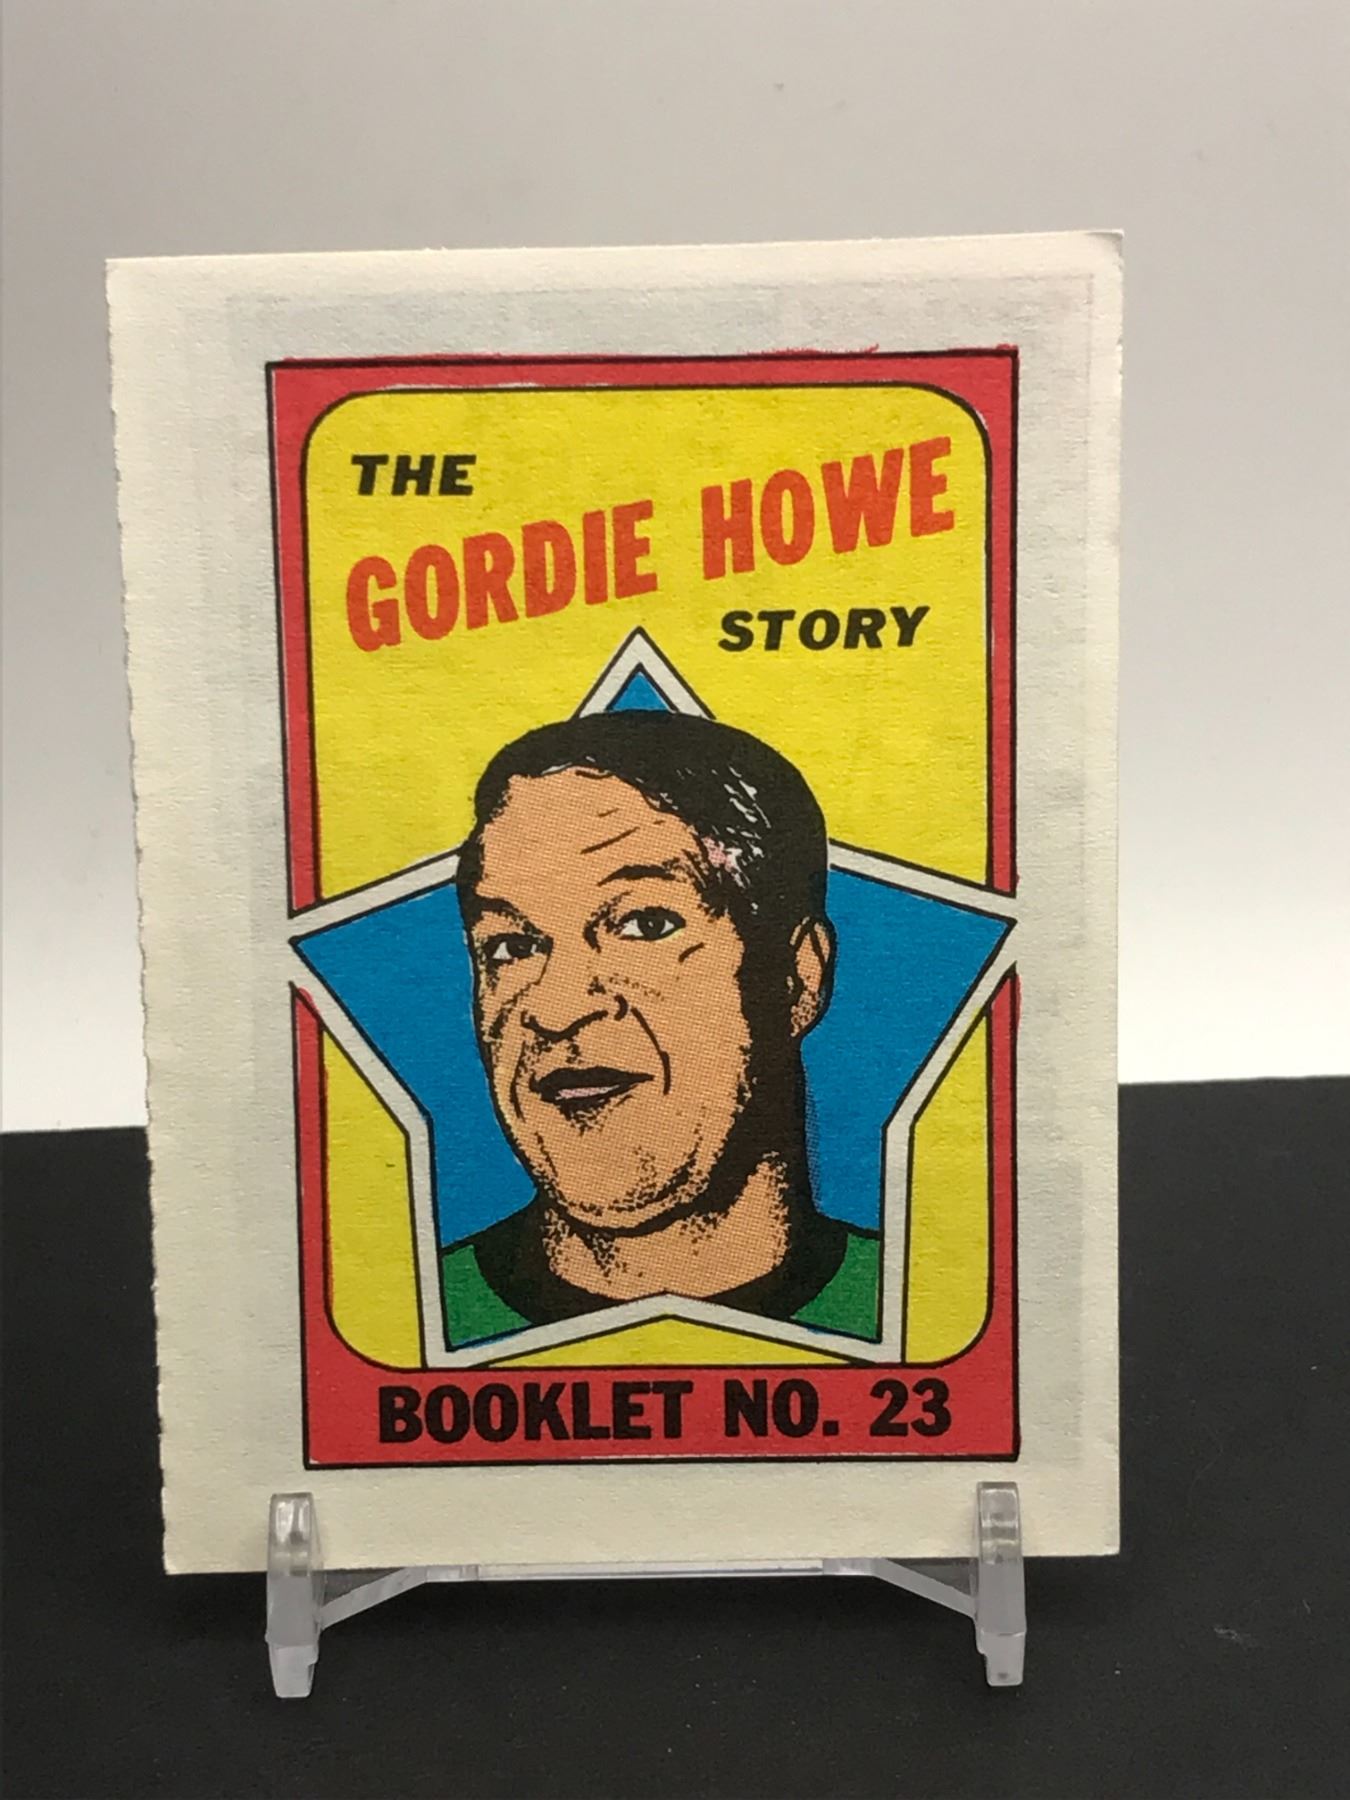 THE
GORDIE HOWE
STORY
BOOKLET NO. 23